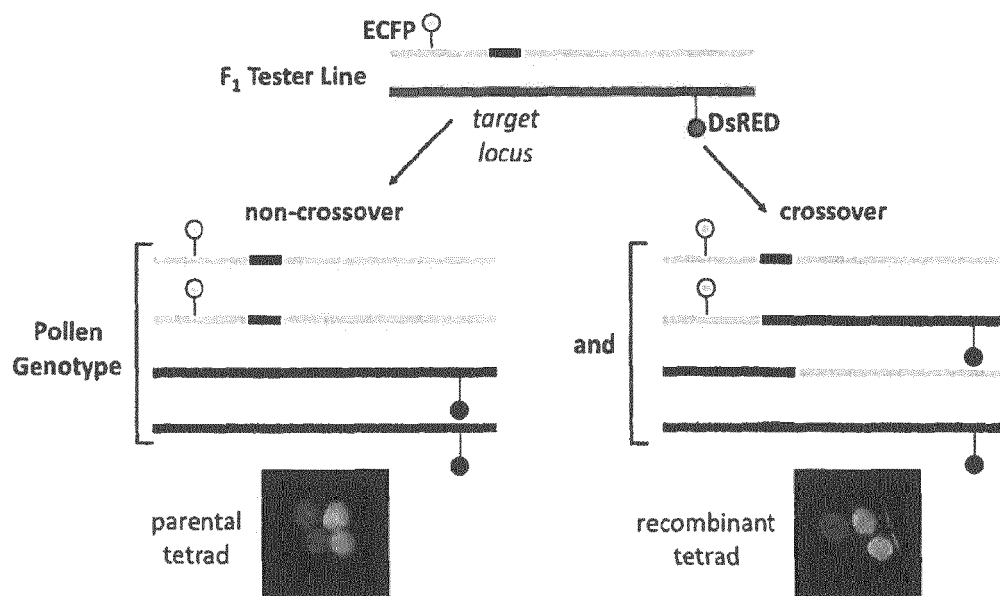 ECFP
F₁ Tester Line
target
locus
DsRED
non-crossover
crossover
Pollen
Genotype
and
parental
tetrad
recombinant
tetrad